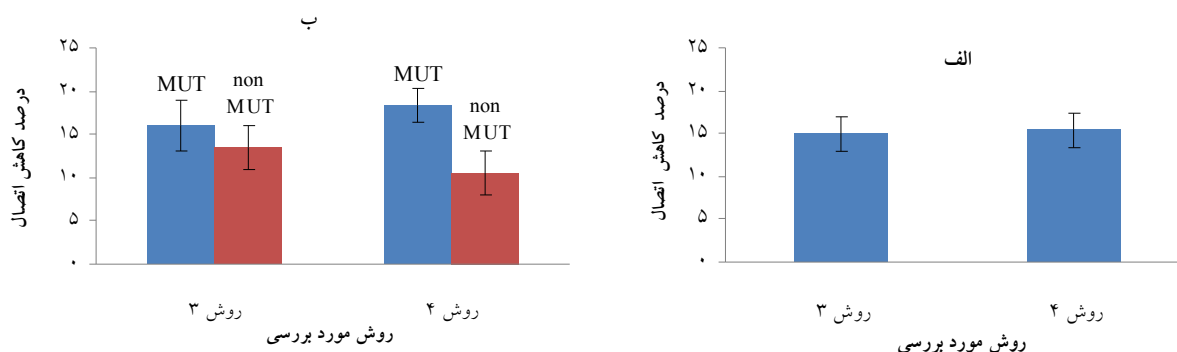 الف
درصد کاهش اتصال
۲۵
۲۰
۱۵
۱۰
۵
۰
روش ۳
روش ۴
روش مورد بررسی
ب
درصد کاهش اتصال
۲۵
۲۰
۱۵
۱۰
۵
۰
MUT
non
MUT
MUT
non
MUT
روش ۳
روش ۴
روش مورد بررسی